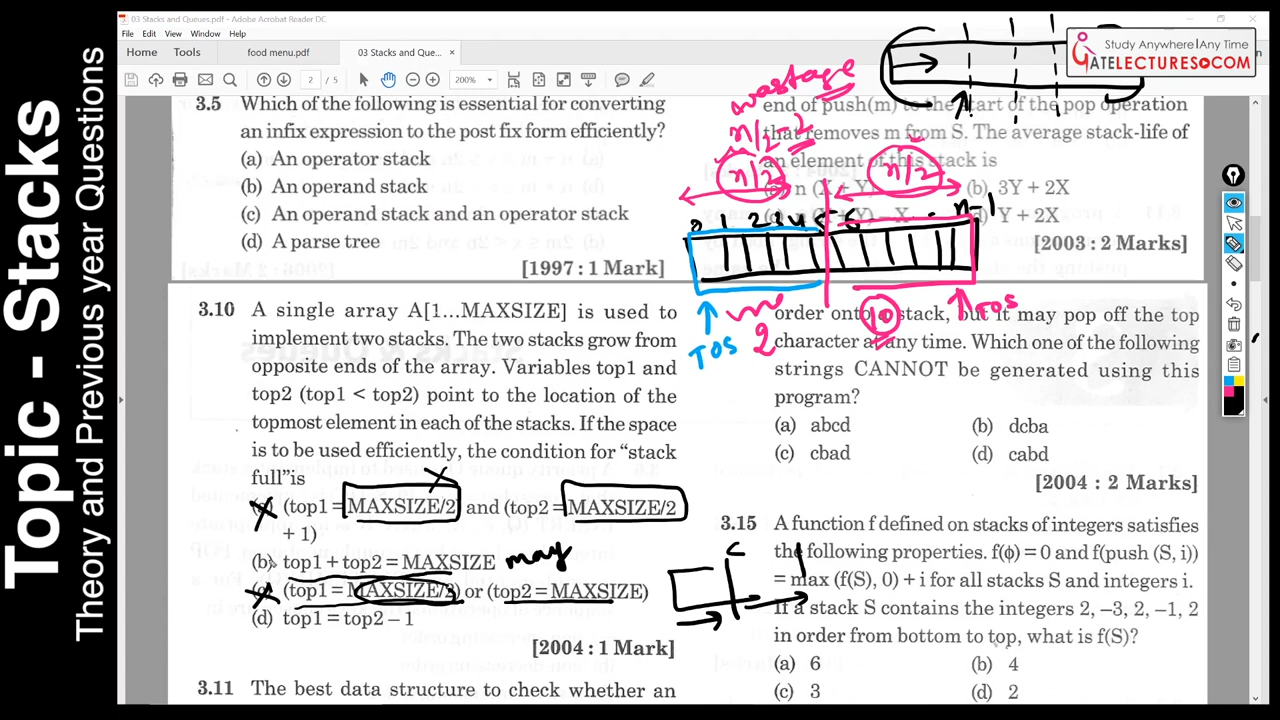 Topic - Stacks
Theory and Previous year Questions
03 Stacks and Queues.pdf - Adobe Acrobat Reader DC
File Edit View Window Help
Home Tools food menu.pdf 03 Stacks and Que... ×
2 / 5 200%
Study Anywhere|Any Time
GATELECTURES.COM
3.5 Which of the following is essential for converting
an infix expression to the post fix form efficiently?
(a) An operator stack
(b) An operand stack
(c) An operand stack and an operator stack
(d) A parse tree
[1997 : 1 Mark]
3.10 A single array A[1...MAXSIZE] is used to
implement two stacks. The two stacks grow from
opposite ends of the array. Variables top1 and
top2 (top1 < top2) point to the location of the
topmost element in each of the stacks. If the space
is to be used efficiently, the condition for “stack
full”is
(top1 = MAXSIZE/2) and (top2 = MAXSIZE/2
+ 1)
(b) top1 + top2 = MAXSIZE may
(top1 = MAXSIZE/2) or (top2 = MAXSIZE)
(d) top1 = top2 – 1
[2004 : 1 Mark]
3.11 The best data structure to check whether an
wastage
n/2-2
n/2 n/2
end of push(m) to the start of the pop operation
that removes m from S. The average stack-life of
an element of this stack is
n (X + Y) (b) 3Y + 2X
Y + 2X
[2003 : 2 Marks]
0 1 2 n-1
TOS 2 10 TOS
order onto a stack, but it may pop off the top
character at any time. Which one of the following
strings CANNOT be generated using this
program?
(a) abcd (b) dcba
(c) cbad (d) cabd
[2004 : 2 Marks]
3.15 A function f defined on stacks of integers satisfies
the following properties. f(ϕ) = 0 and f(push (S, i))
= max (f(S), 0) + i for all stacks S and integers i.
If a stack S contains the integers 2, –3, 2, –1, 2
in order from bottom to top, what is f(S)?
(a) 6 (b) 4
(c) 3 (d) 2